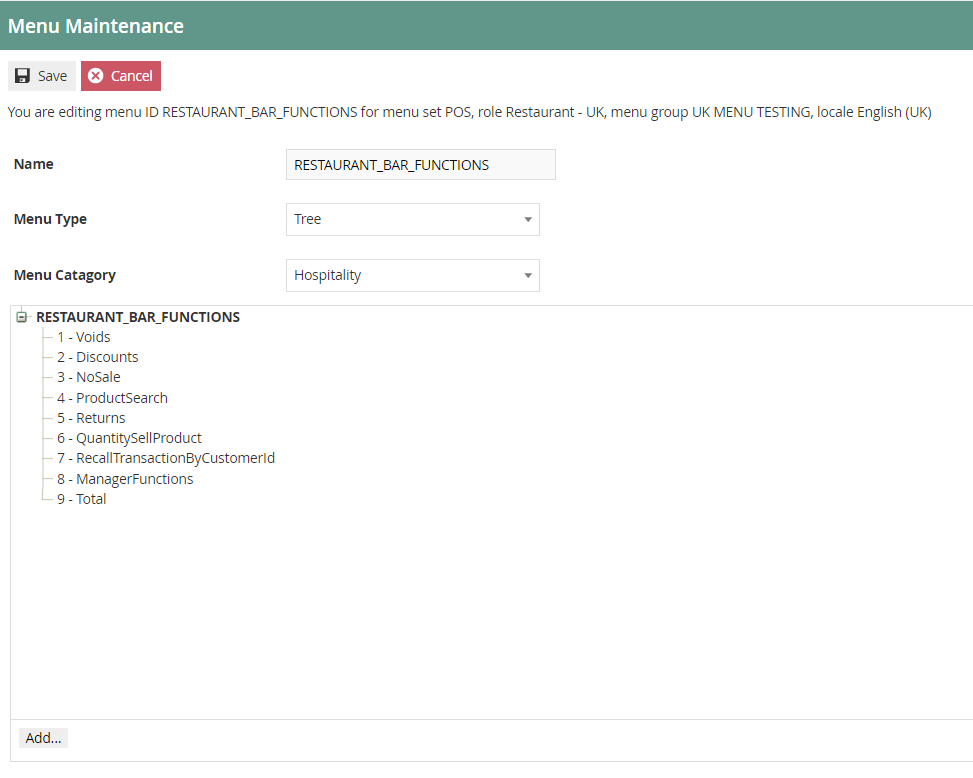 Menu Maintenance
Save Cancel
You are editing menu ID RESTAURANT_BAR_FUNCTIONS for menu set POS, role Restaurant - UK, menu group UK MENU TESTING, locale English (UK)
Name RESTAURANT_BAR_FUNCTIONS
Menu Type Tree
Menu Catagory Hospitality
RESTAURANT_BAR_FUNCTIONS
1 - Voids
2 - Discounts
3 - NoSale
4 - ProductSearch
5 - Returns
6 - QuantitySellProduct
7 - RecallTransactionByCustomerId
8 - ManagerFunctions
9 - Total
Add...